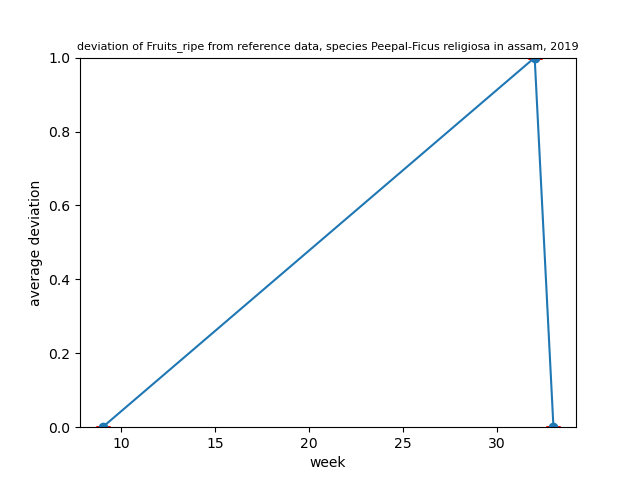 deviation of Fruits_ripe from reference data, species Peepal-Ficus religiosa in assam, 2019
1.0
0.8
0.6
0.4
0.2
0.0
average deviation
10 15 20 25 30
week